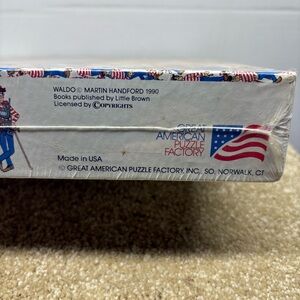 WALDO © MARTIN HANDFORD 1990
Books published by Little Brown
Licensed by COPYRIGHTS
GREAT
AMERICAN
PUZZLE
FACTORY
Made in USA
© GREAT AMERICAN PUZZLE FACTORY, INC. SO. NORWALK, CT